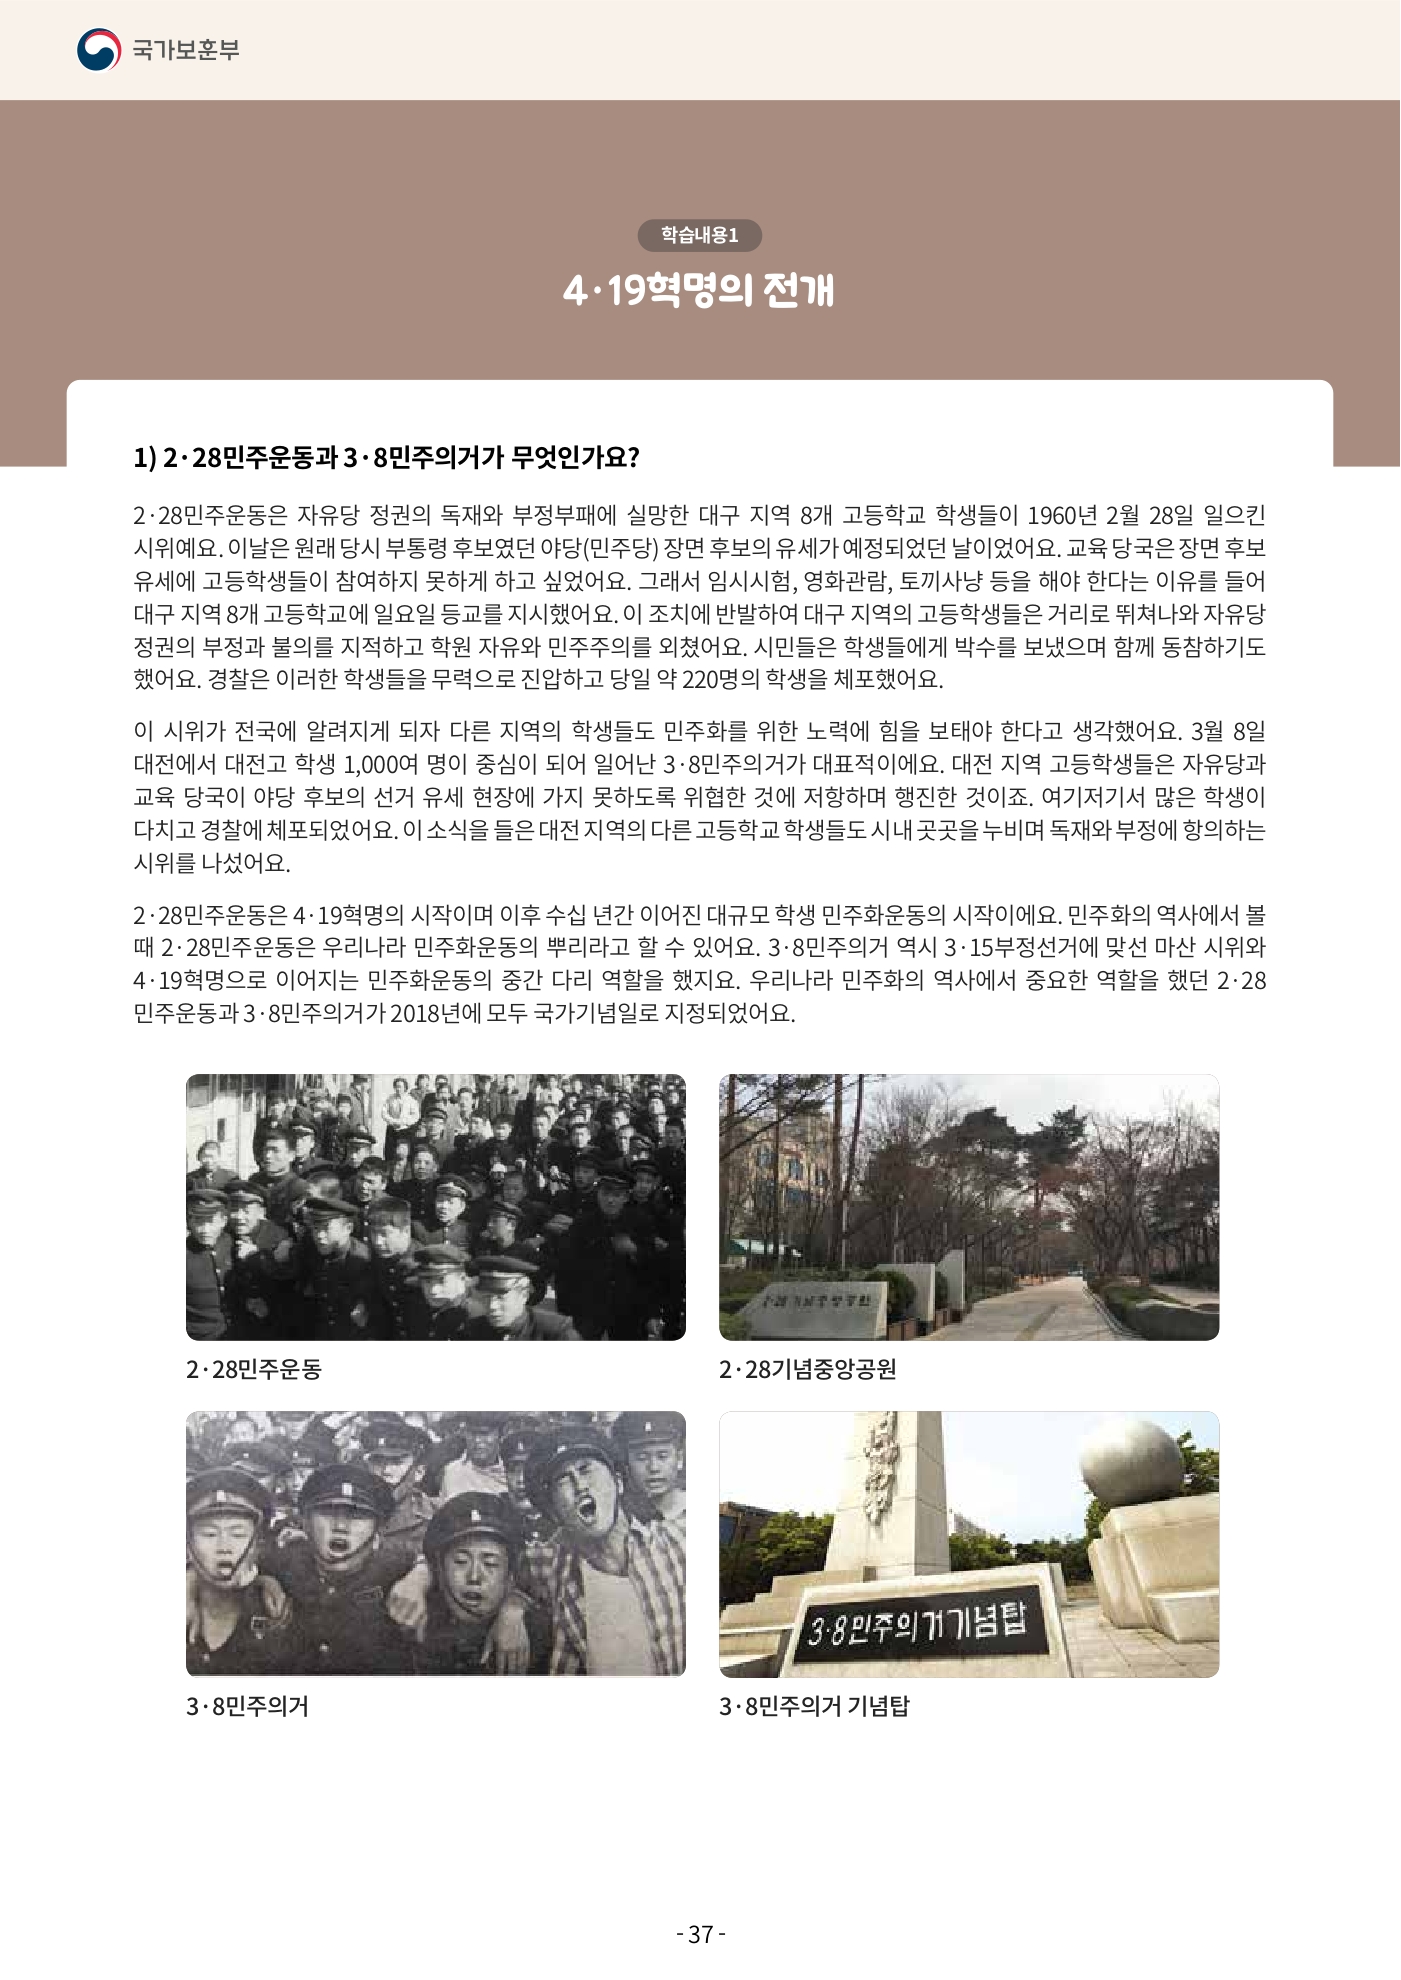 국가보훈부
학습내용1
4·19혁명의 전개
1) 2·28민주운동과 3·8민주의거가 무엇인가요?
2·28민주운동은 자유당 정권의 독재와 부정부패에 실망한 대구 지역 8개 고등학교 학생들이 1960년 2월 28일 일으킨
시위예요. 이날은 원래 당시 부통령 후보였던 야당(민주당) 장면 후보의 유세가 예정되었던 날이었어요. 교육 당국은 장면 후보
유세에 고등학생들이 참여하지 못하게 하고 싶었어요. 그래서 임시시험, 영화관람, 토끼사냥 등을 해야 한다는 이유를 들어
대구 지역 8개 고등학교에 일요일 등교를 지시했어요. 이 조치에 반발하여 대구 지역의 고등학생들은 거리로 뛰쳐나와 자유당
정권의 부정과 불의를 지적하고 학원 자유와 민주주의를 외쳤어요. 시민들은 학생들에게 박수를 보냈으며 함께 동참하기도
했어요. 경찰은 이러한 학생들을 무력으로 진압하고 당일 약 220명의 학생을 체포했어요.
이 시위가 전국에 알려지게 되자 다른 지역의 학생들도 민주화를 위한 노력에 힘을 보태야 한다고 생각했어요. 3월 8일
대전에서 대전고 학생 1,000여 명이 중심이 되어 일어난 3·8민주의거가 대표적이에요. 대전 지역 고등학생들은 자유당과
교육 당국이 야당 후보의 선거 유세 현장에 가지 못하도록 위협한 것에 저항하며 행진한 것이죠. 여기저기서 많은 학생이
다치고 경찰에 체포되었어요. 이 소식을 들은 대전 지역의 다른 고등학교 학생들도 시내 곳곳을 누비며 독재와 부정에 항의하는
시위를 나섰어요.
2·28민주운동은 4·19혁명의 시작이며 이후 수십 년간 이어진 대규모 학생 민주화운동의 시작이에요. 민주화의 역사에서 볼
때 2·28민주운동은 우리나라 민주화운동의 뿌리라고 할 수 있어요. 3·8민주의거 역시 3·15부정선거에 맞선 마산 시위와
4·19혁명으로 이어지는 민주화운동의 중간 다리 역할을 했지요. 우리나라 민주화의 역사에서 중요한 역할을 했던 2·28
민주운동과 3·8민주의거가 2018년에 모두 국가기념일로 지정되었어요.
2·28기념중앙공원
2·28민주운동
2·28기념중앙공원
3·8민주의거기념탑
3·8민주의거
3·8민주의거 기념탑
- 37 -